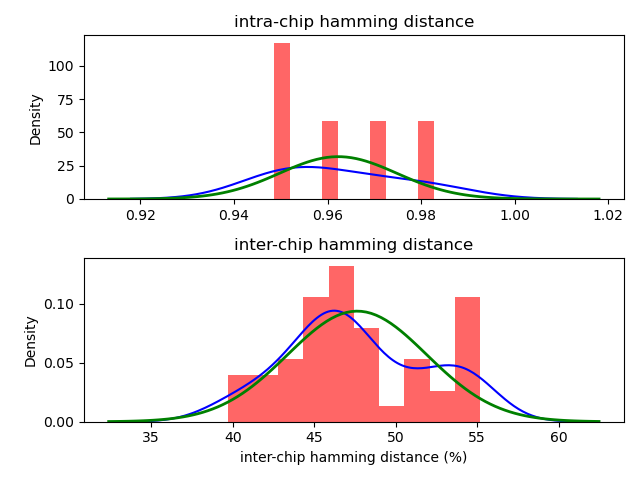 intra-chip hamming distance
Density
100
75
50
25
0
0.92 0.94 0.96 0.98 1.00 1.02
inter-chip hamming distance
Density
0.10
0.05
0.00
35 40 45 50 55 60
inter-chip hamming distance (%)